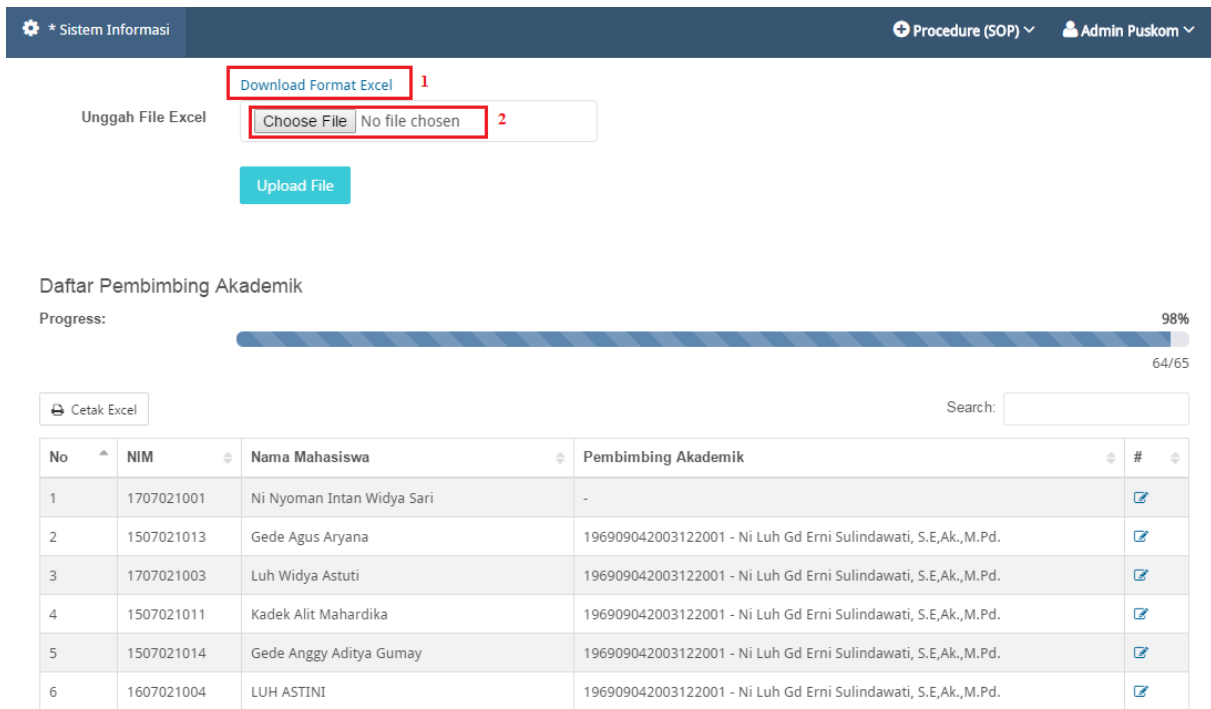 * Sistem Informasi Procedure (SOP) Admin Puskom
Download Format Excel 1
Unggah File Excel Choose File No file chosen 2
Upload File
Daftar Pembimbing Akademik
Progress: 98%
64/65
Cetak Excel Search:
No NIM Nama Mahasiswa Pembimbing Akademik #
1 1707021001 Ni Nyoman Intan Widya Sari -
2 1507021013 Gede Agus Aryana 196909042003122001 - Ni Luh Gd Erni Sulindawati, S.E,Ak.,M.Pd.
3 1707021003 Luh Widya Astuti 196909042003122001 - Ni Luh Gd Erni Sulindawati, S.E,Ak.,M.Pd.
4 1507021011 Kadek Alit Mahardika 196909042003122001 - Ni Luh Gd Erni Sulindawati, S.E,Ak.,M.Pd.
5 1507021014 Gede Anggy Aditya Gumay 196909042003122001 - Ni Luh Gd Erni Sulindawati, S.E,Ak.,M.Pd.
6 1607021004 LUH ASTINI 196909042003122001 - Ni Luh Gd Erni Sulindawati, S.E,Ak.,M.Pd.